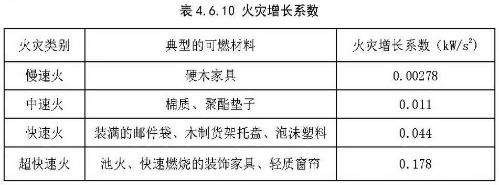 表 4.6.10 火灾增长系数
火灾类别 典型的可燃材料 火灾增长系数（kW/s²）
慢速火 硬木家具 0.00278
中速火 棉质、聚酯垫子 0.011
快速火 装满的邮件袋、木制货架托盘、泡沫塑料 0.044
超快速火 池火、快速燃烧的装饰家具、轻质窗帘 0.178